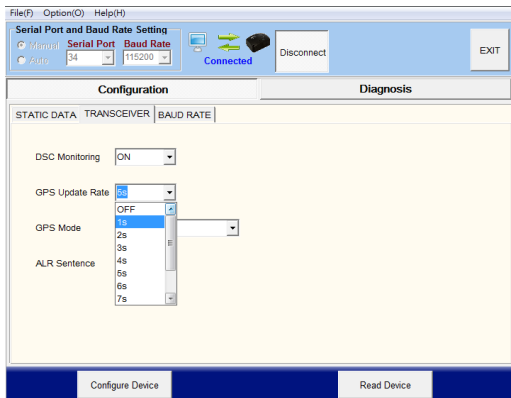 File(F) Option(O) Help(H)
Serial Port and Baud Rate Setting
Manual Serial Port Baud Rate
Auto 34 115200
Connected
Disconnect
EXIT
Configuration Diagnosis
STATIC DATA TRANSCEIVER BAUD RATE
DSC Monitoring ON
GPS Update Rate 5s
OFF
1s
2s
3s
4s
5s
6s
7s
GPS Mode
ALR Sentence
Configure Device Read Device